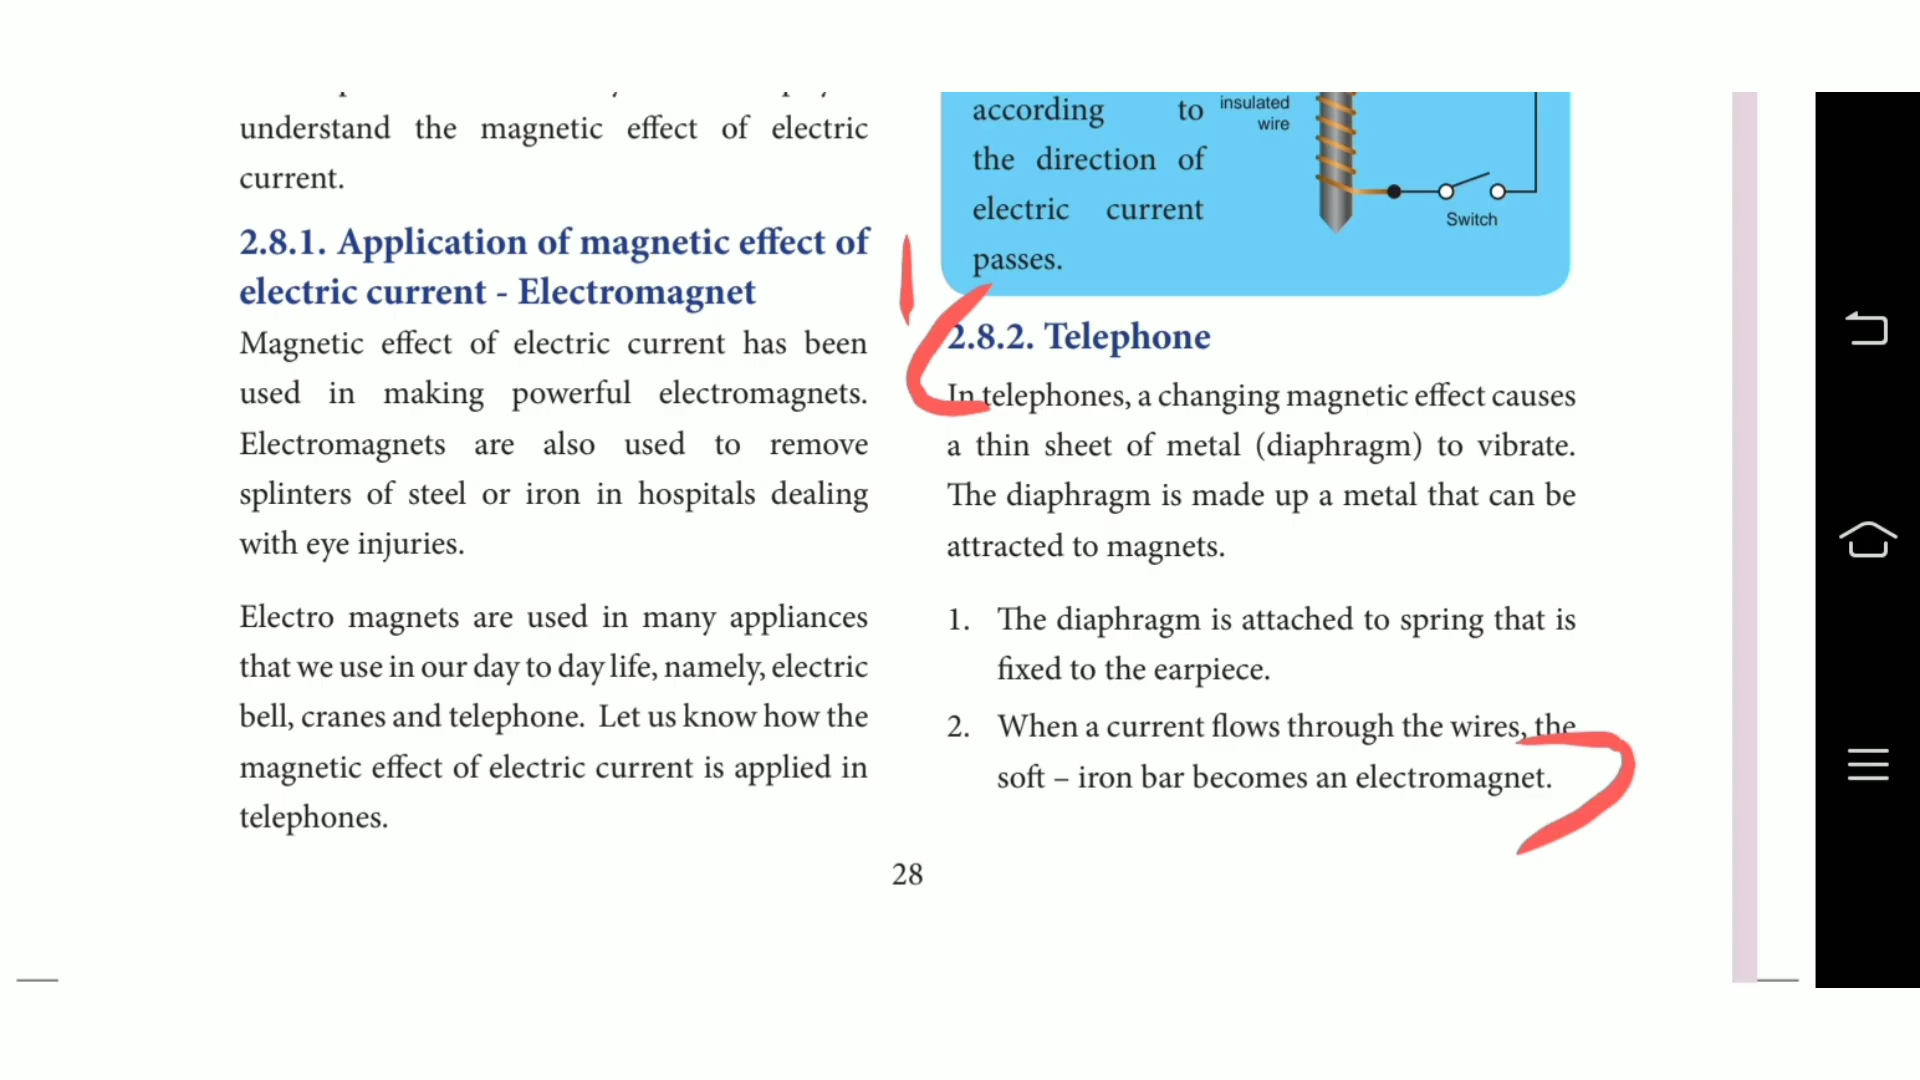 understand the magnetic effect of electric
current.
2.8.1. Application of magnetic effect of
electric current - Electromagnet
Magnetic effect of electric current has been
used in making powerful electromagnets.
Electromagnets are also used to remove
splinters of steel or iron in hospitals dealing
with eye injuries.
Electro magnets are used in many appliances
that we use in our day to day life, namely, electric
bell, cranes and telephone. Let us know how the
magnetic effect of electric current is applied in
telephones.
according to
the direction of
electric current
passes.
insulated
wire
Switch
2.8.2. Telephone
In telephones, a changing magnetic effect causes
a thin sheet of metal (diaphragm) to vibrate.
The diaphragm is made up a metal that can be
attracted to magnets.
1. The diaphragm is attached to spring that is
fixed to the earpiece.
2. When a current flows through the wires, the
soft – iron bar becomes an electromagnet.
28